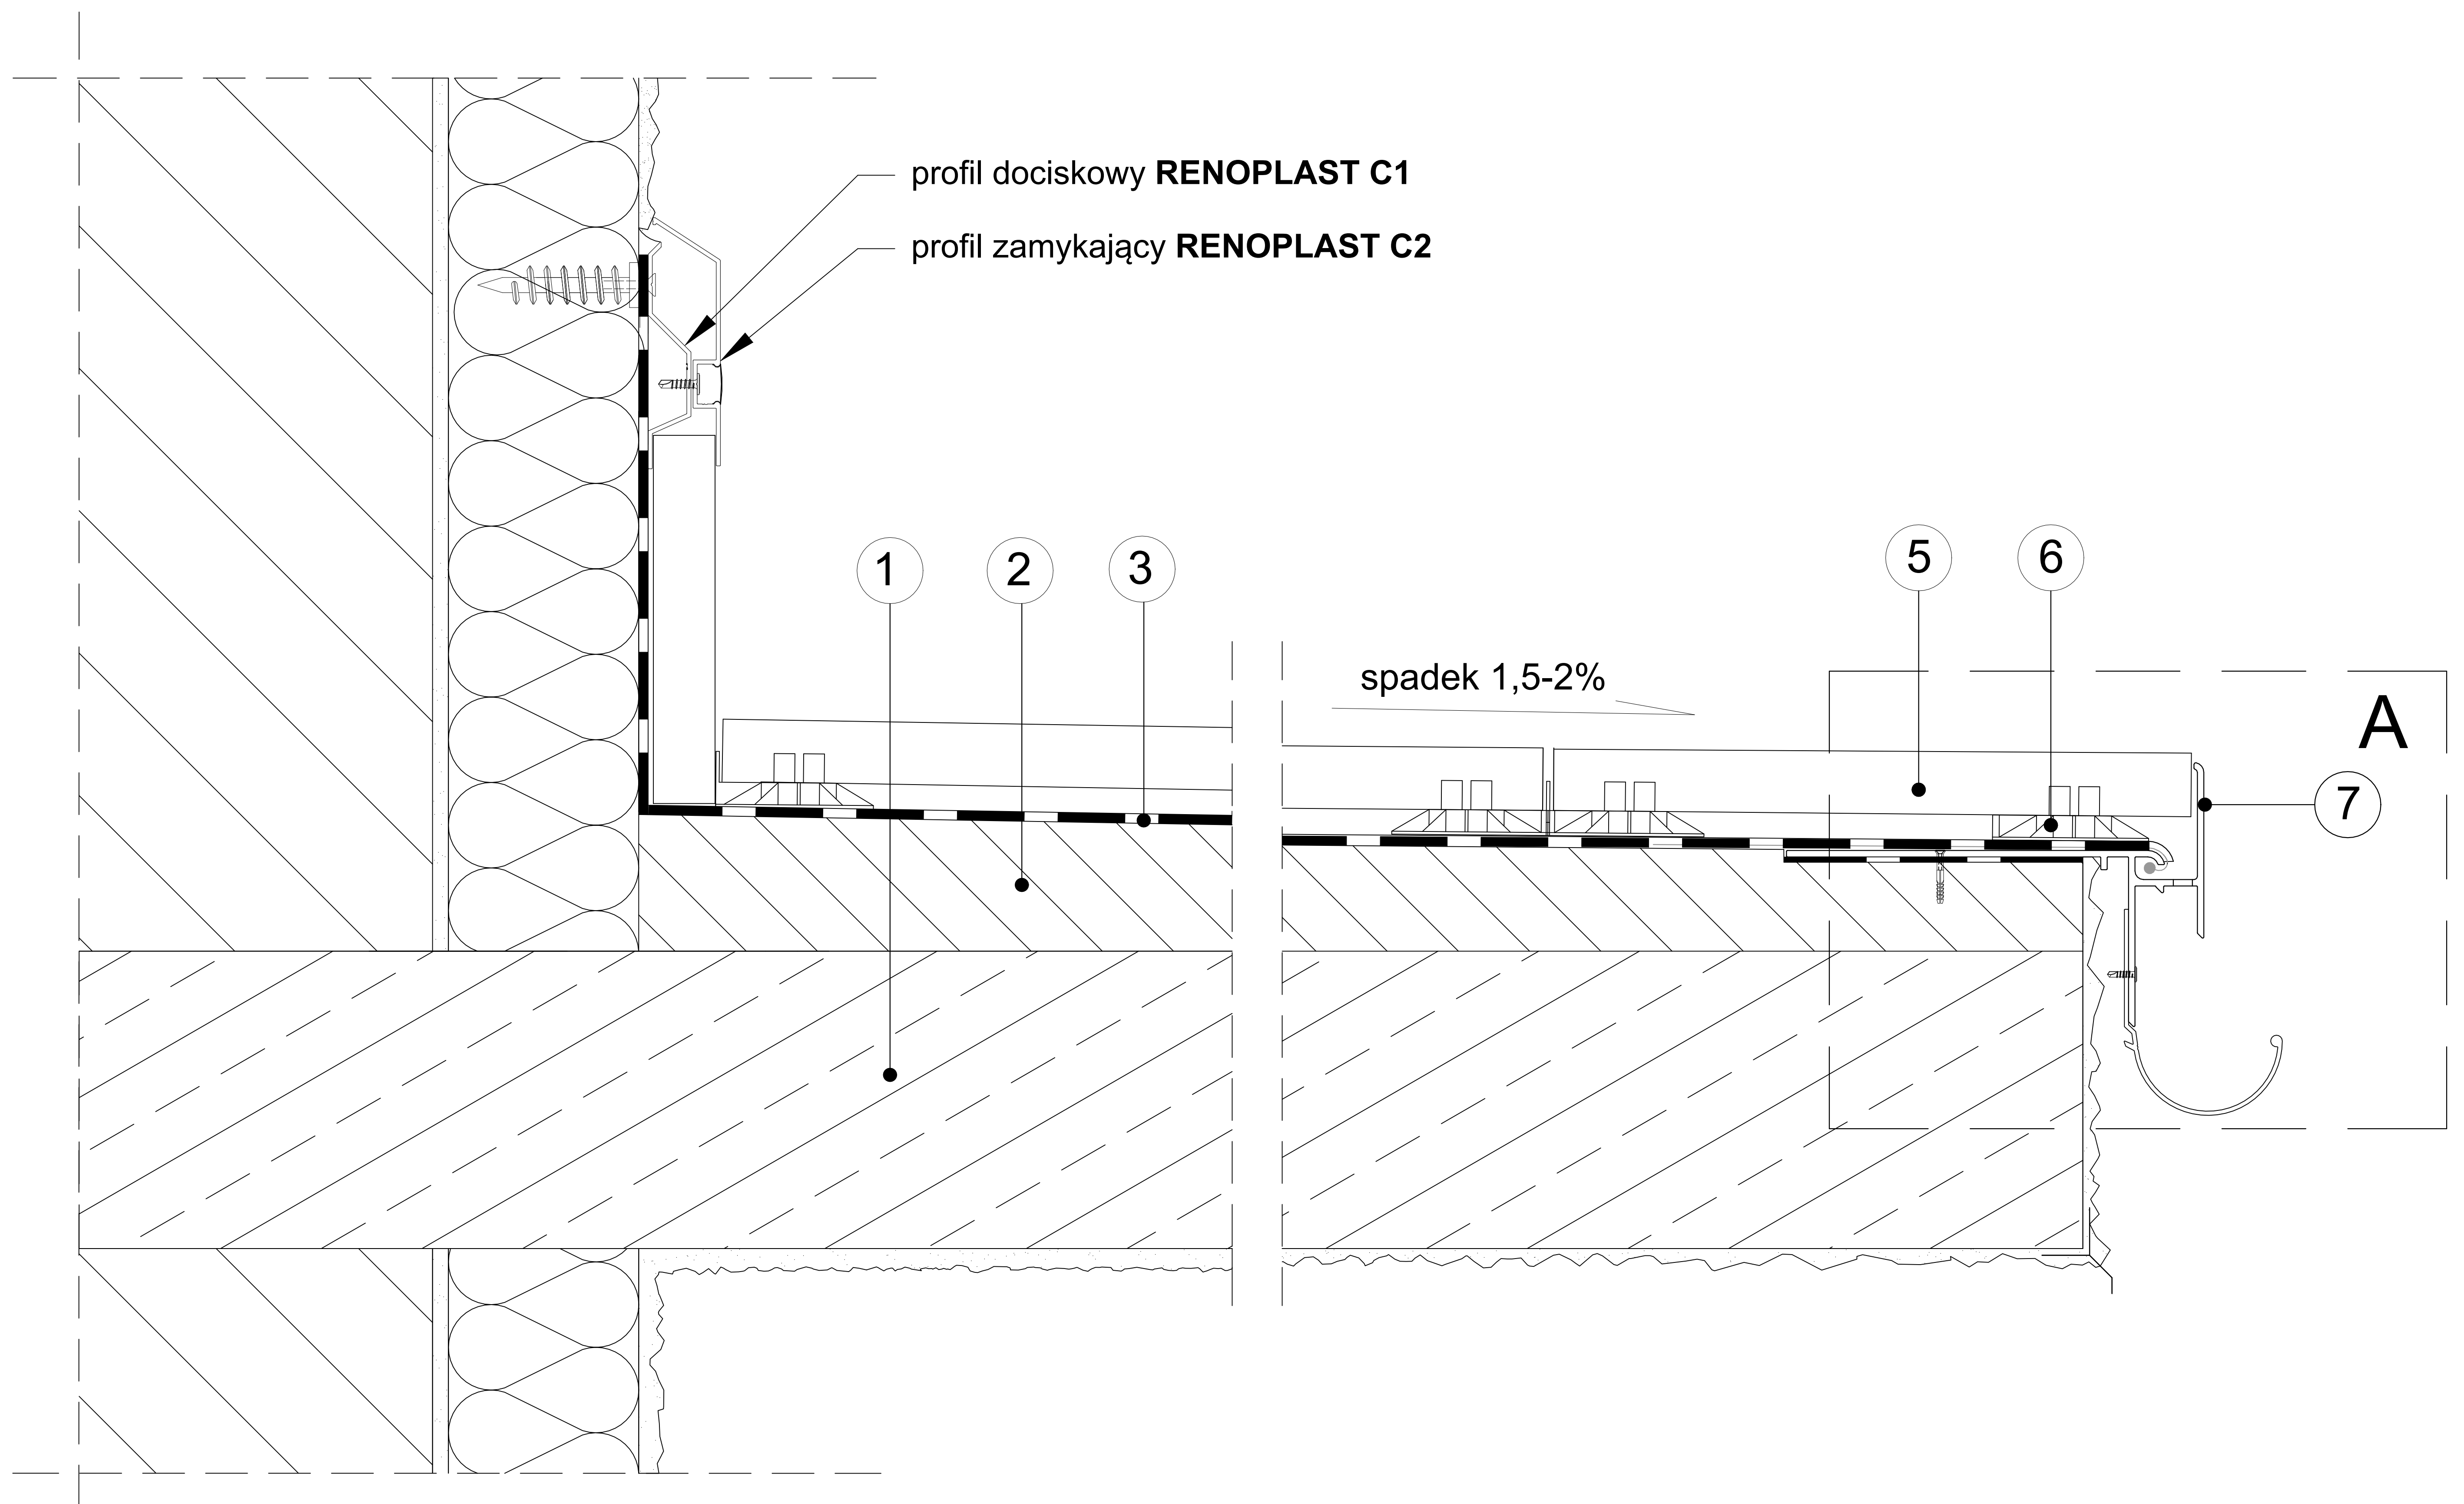 profil dociskowy RENOPLAST C1
profil zamykający RENOPLAST C2
1
2
3
5
6
spadek 1,5-2%
A
7